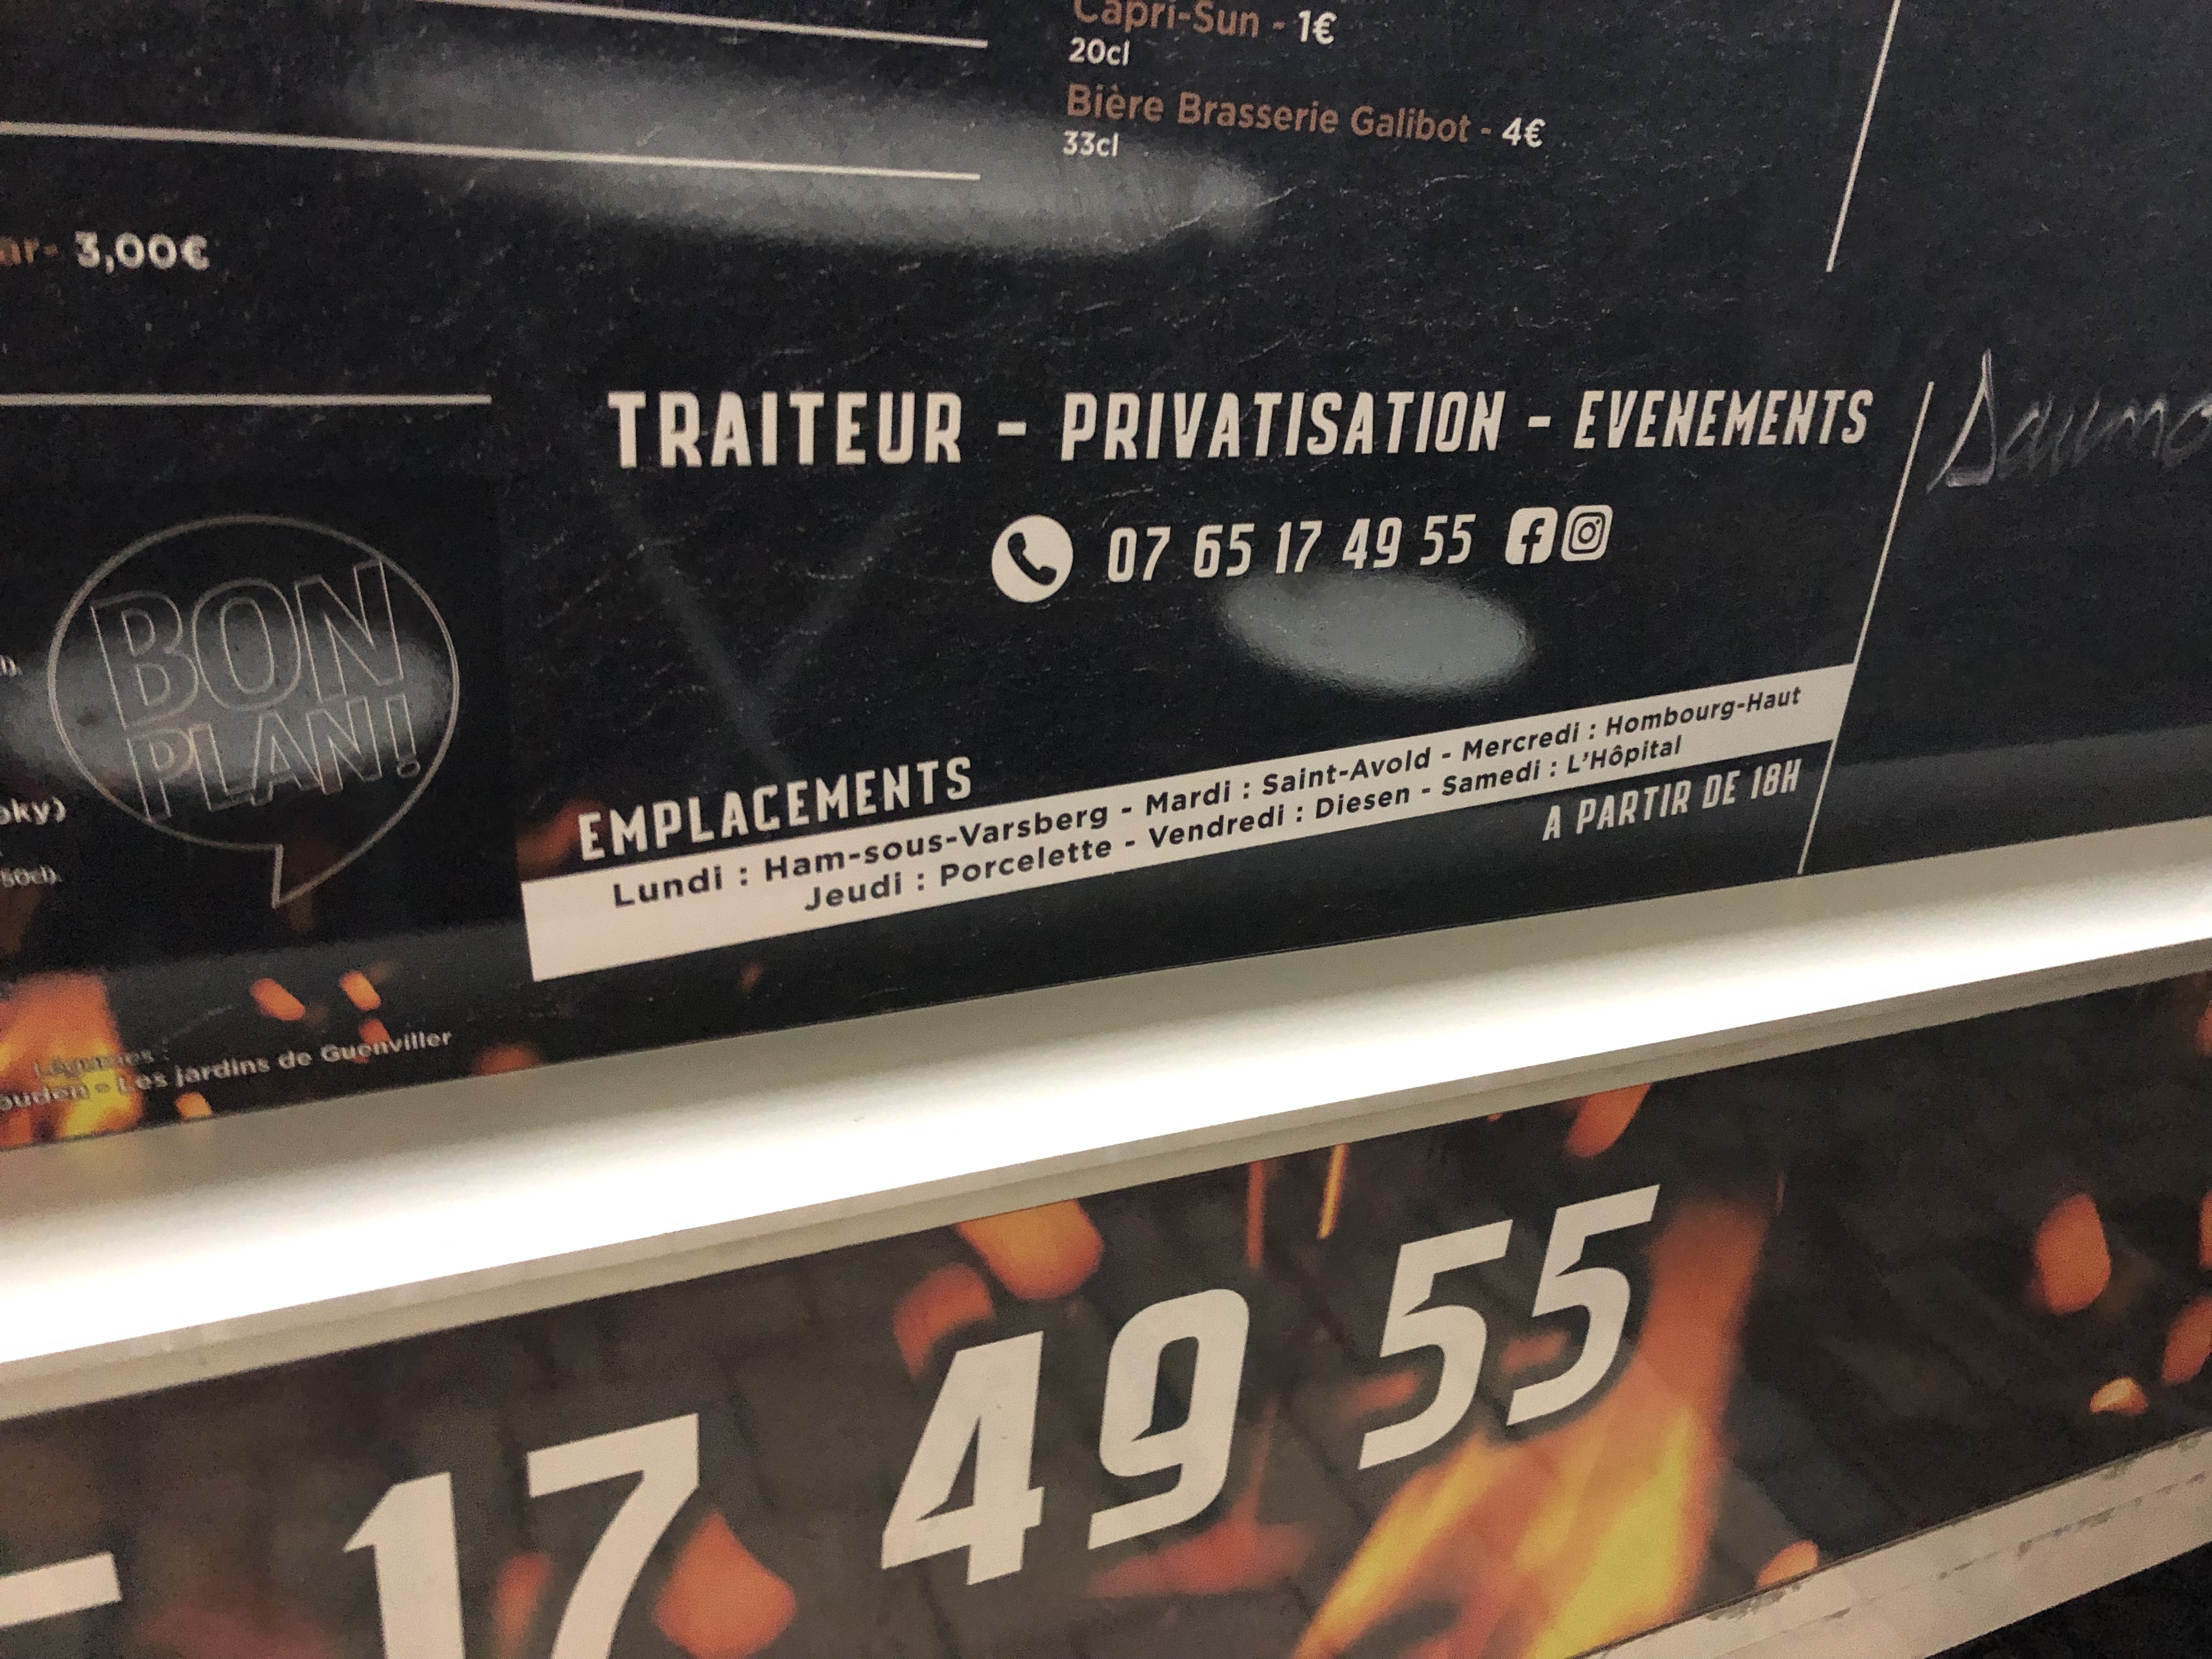 Capri-Sun - 1€
20cl
Bière Brasserie Galibot - 4€
33cl
3,00€
TRAITEUR - PRIVATISATION - EVENEMENTS
07 65 17 49 55
BON
PLAN!
EMPLACEMENTS
Lundi : Ham-sous-Varsberg - Mardi : Saint-Avold - Mercredi : Hombourg-Haut
Jeudi : Porcelette - Vendredi : Diesen - Samedi : L'Hôpital
A PARTIR DE 18H
50cl).
Légumes :
- Les jardins de Guenviller
17 49 55